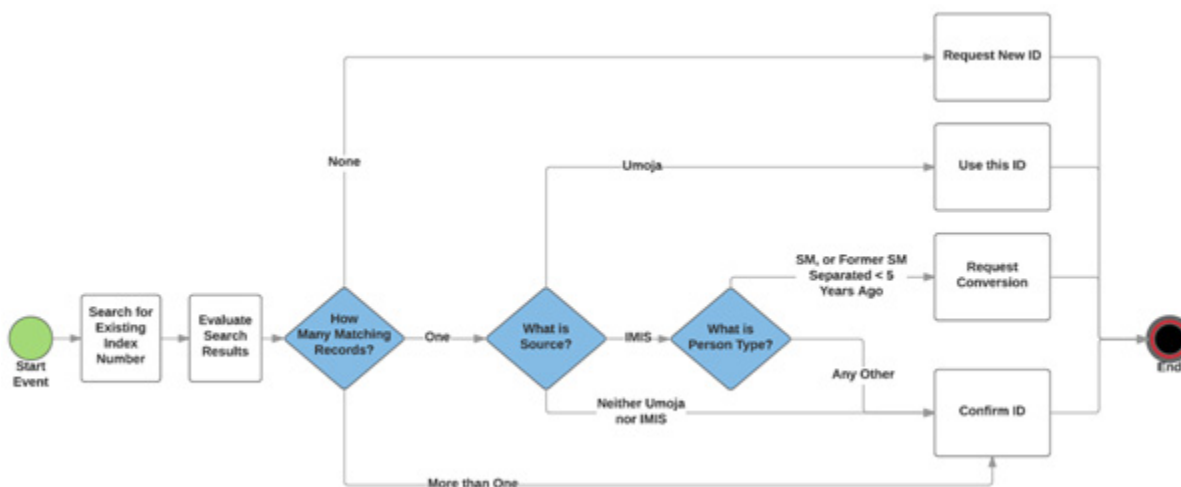 Request New ID
None
Umoja
Use this ID
SM, or Former SM
Separated < 5
Years Ago
Request
Conversion
Start
Event
Search for
Existing
Index
Number
Evaluate
Search
Results
How
Many Matching
Records?
One
What is
Source?
IMIS
What is
Person Type?
End
Any Other
Neither Umoja
nor IMIS
Confirm ID
More than One